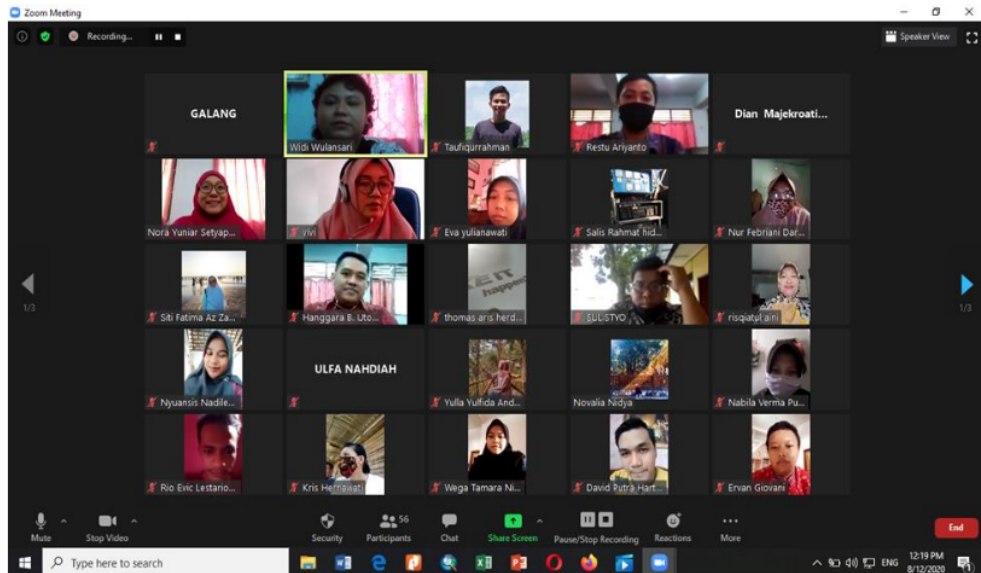 Zoom Meeting
Recording...
Speaker View
GALANG
Widi Wulansari
Taufiqurrahman
Restu Ariyanto
Dian Majekroati...
Nora Yuniar Setyap...
vivi
Eva yulianawati
Salis Rahmat hid...
Nur Febriani Dar...
Siti Fatima Az Za...
Hanggara B. Uto...
thomas aris herd...
SULISTYO
risqiatul aini
1/3
1/3
Nyuansis Nadile...
ULFA NAHDIAH
Yulla Yulfida And...
Novalia Nidya
Nabila Verma Pu...
Rio Evic Lestario...
Kris Hernawati
Wega Tamara Ni...
David Putra Hart...
Ervan Giovani
56
Mute
Stop Video
Security
Participants
Chat
Share Screen
Pause/Stop Recording
Reactions
More
End
Type here to search
ENG
12:19 PM
8/12/2020